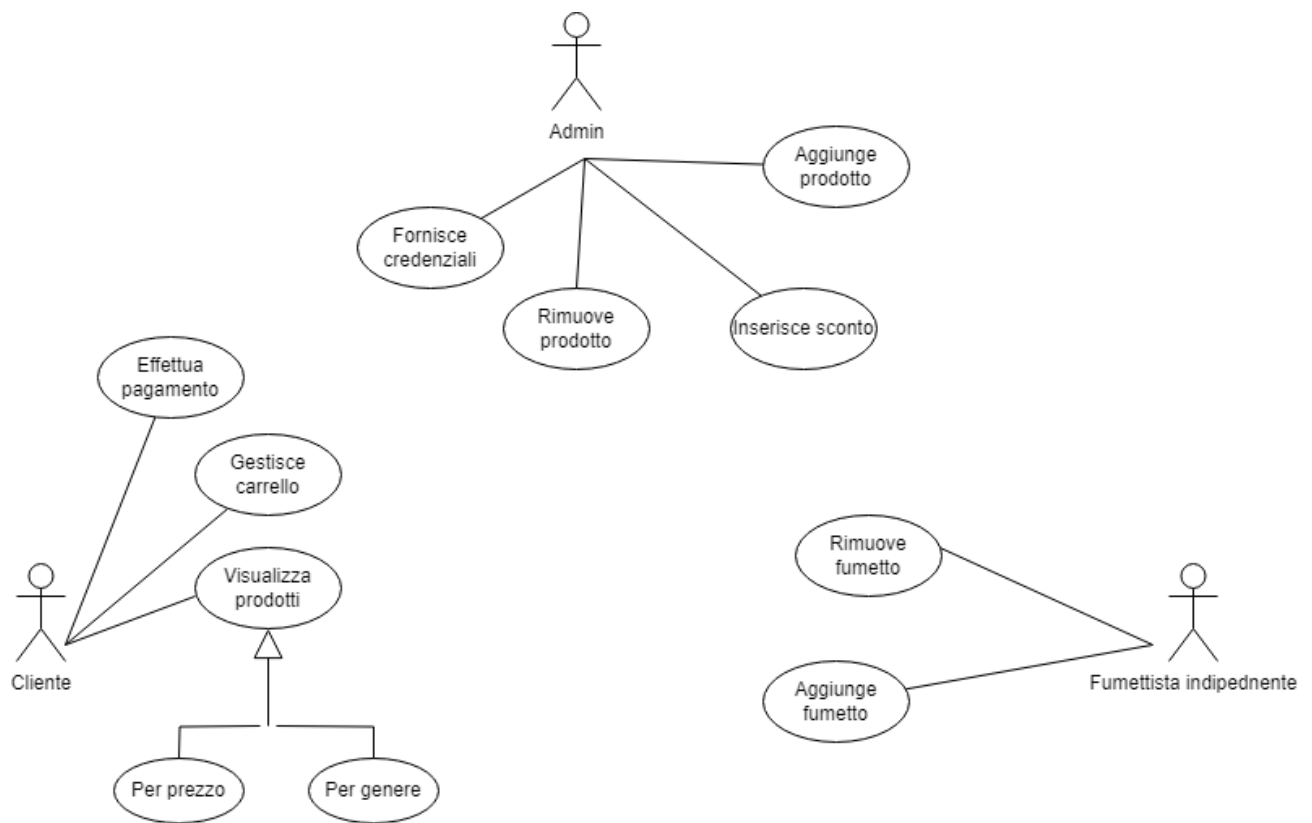 Admin
Aggiunge
prodotto
Fornisce
credenziali
Rimuove
prodotto
Inserisce sconto
Effettua
pagamento
Gestisce
carrello
Visualizza
prodotti
Cliente
Per prezzo
Per genere
Rimuove
fumetto
Aggiunge
fumetto
Fumettista indipednente